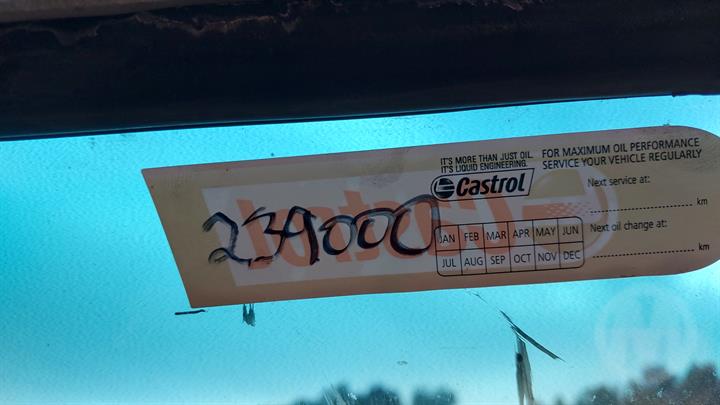 IT'S MORE THAN JUST OIL.
IT'S LIQUID ENGINEERING.
Castrol
FOR MAXIMUM OIL PERFORMANCE
SERVICE YOUR VEHICLE REGULARLY
Next service at:
km
Next oil change at:
km
239000
JAN FEB MAR APR MAY JUN
JUL AUG SEP OCT NOV DEC
Castrol